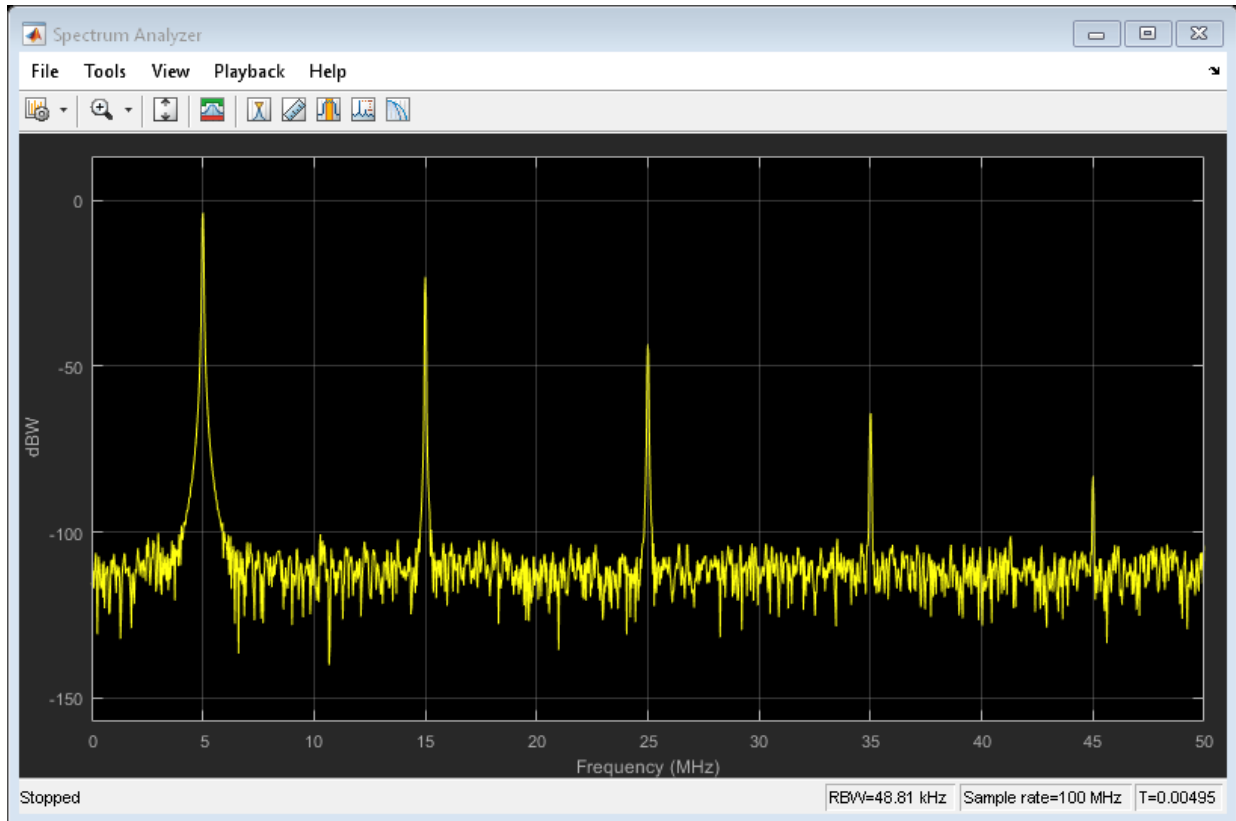 Spectrum Analyzer
File Tools View Playback Help
0
-50
-100
-150
dBW
0 5 10 15 20 25 30 35 40 45 50
Frequency (MHz)
Stopped RBW=48.81 kHz Sample rate=100 MHz T=0.00495